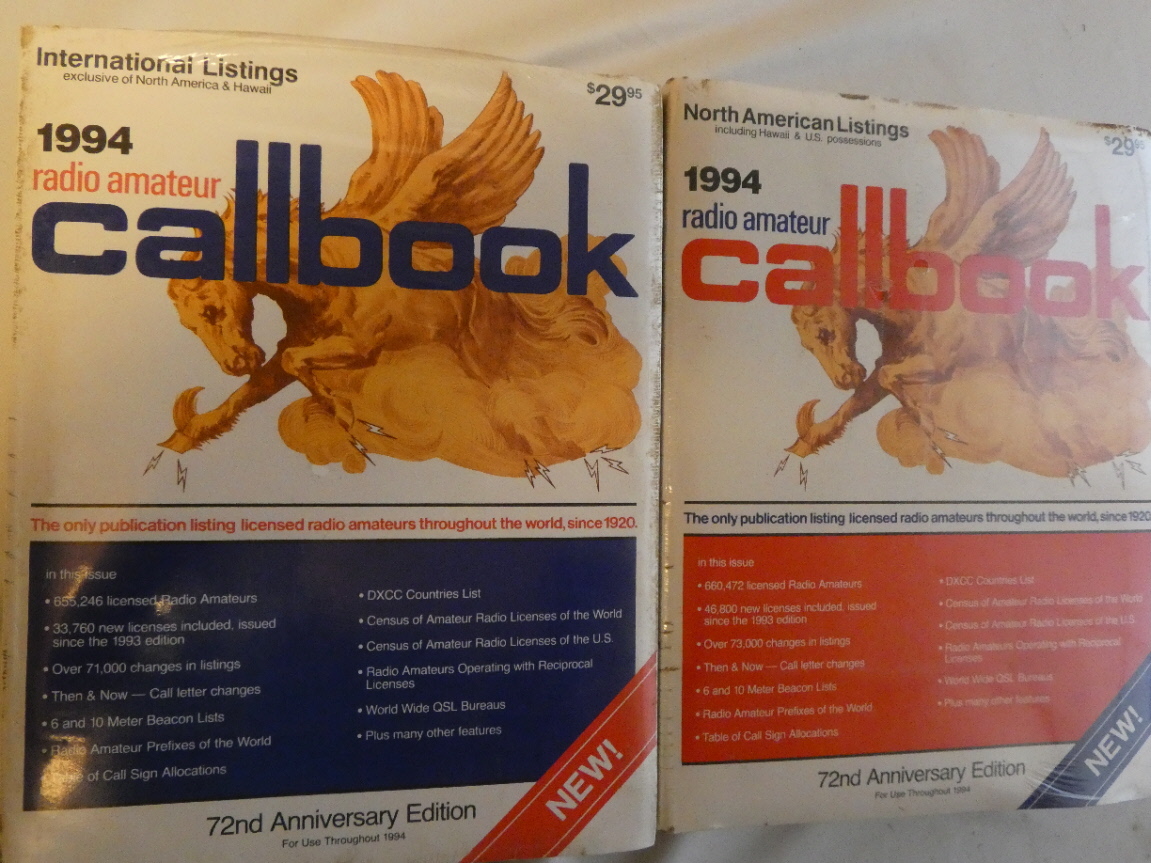 International Listings
exclusive of North America & Hawaii
$29.95
1994
radio amateur
callbook
The only publication listing licensed radio amateurs throughout the world, since 1920.
in this issue
• 655,246 licensed Radio Amateurs
• 33,760 new licenses included, issued
since the 1993 edition
• Over 71,000 changes in listings
• Then & Now — Call letter changes
• 6 and 10 Meter Beacon Lists
• Radio Amateur Prefixes of the World
Table of Call Sign Allocations
• DXCC Countries List
• Census of Amateur Radio Licenses of the World
• Census of Amateur Radio Licenses of the U.S.
• Radio Amateurs Operating with Reciprocal
Licenses
• World Wide QSL Bureaus
• Plus many other features
NEW!
72nd Anniversary Edition
For Use Throughout 1994
North American Listings
including Hawaii & U.S. possessions
$29.95
1994
radio amateur
callbook
The only publication listing licensed radio amateurs throughout the world, since 1920
in this issue
• 660,472 licensed Radio Amateurs
• 46,800 new licenses included, issued
since the 1993 edition
• Over 73,000 changes in listings
• Then & Now — Call letter changes
• 6 and 10 Meter Beacon Lists
• Radio Amateur Prefixes of the World
• Table of Call Sign Allocations
• DXCC Countries List
• Census of Amateur Radio Licenses of the World
• Census of Amateur Radio Licenses of the U.S.
• Radio Amateurs Operating with Reciprocal
Licenses
• World Wide QSL Bureaus
• Plus many other features
NEW!
72nd Anniversary Edition
For Use Throughout 1994